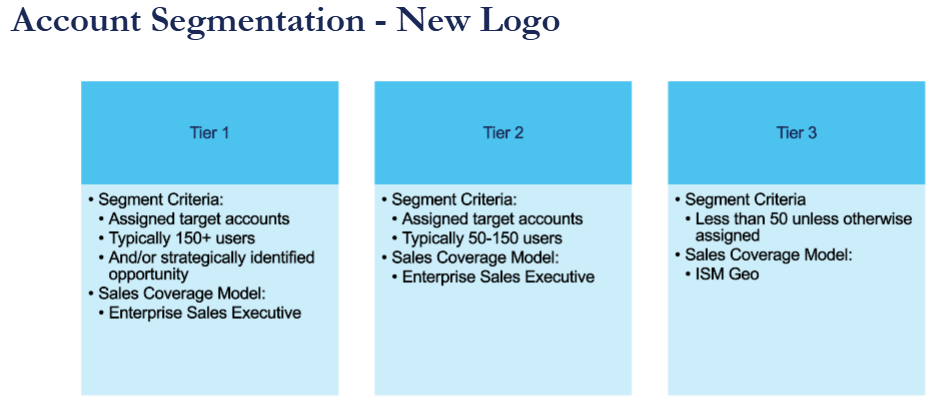 Account Segmentation - New Logo
Tier 1
• Segment Criteria:
• Assigned target accounts
• Typically 150+ users
• And/or strategically identified
opportunity
• Sales Coverage Model:
• Enterprise Sales Executive
Tier 2
• Segment Criteria:
• Assigned target accounts
• Typically 50-150 users
• Sales Coverage Model:
• Enterprise Sales Executive
Tier 3
• Segment Criteria
• Less than 50 unless otherwise
assigned
• Sales Coverage Model:
• ISM Geo